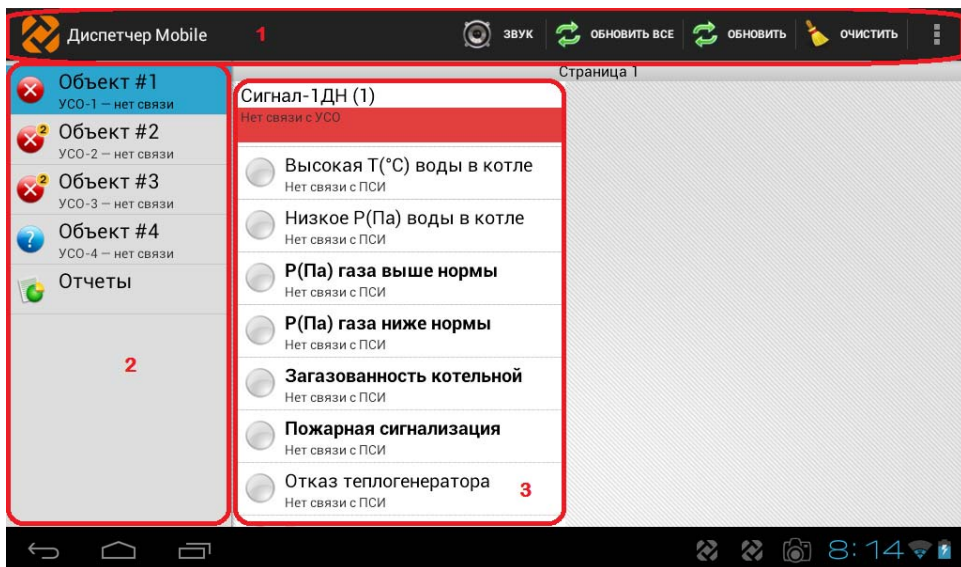 Диспетчер Mobile
1
ЗВУК
ОБНОВИТЬ ВСЕ
ОБНОВИТЬ
ОЧИСТИТЬ
Объект #1
УСО-1 — нет связи
2
Объект #2
УСО-2 — нет связи
2
Объект #3
УСО-3 — нет связи
?
Объект #4
УСО-4 — нет связи
Отчеты
2
Страница 1
Сигнал-1ДН (1)
Нет связи с УСО
Высокая T(°C) воды в котле
Нет связи с ПСИ
Низкое P(Па) воды в котле
Нет связи с ПСИ
P(Па) газа выше нормы
Нет связи с ПСИ
P(Па) газа ниже нормы
Нет связи с ПСИ
Загазованность котельной
Нет связи с ПСИ
Пожарная сигнализация
Нет связи с ПСИ
Отказ теплогенератора
Нет связи с ПСИ
3
8:14